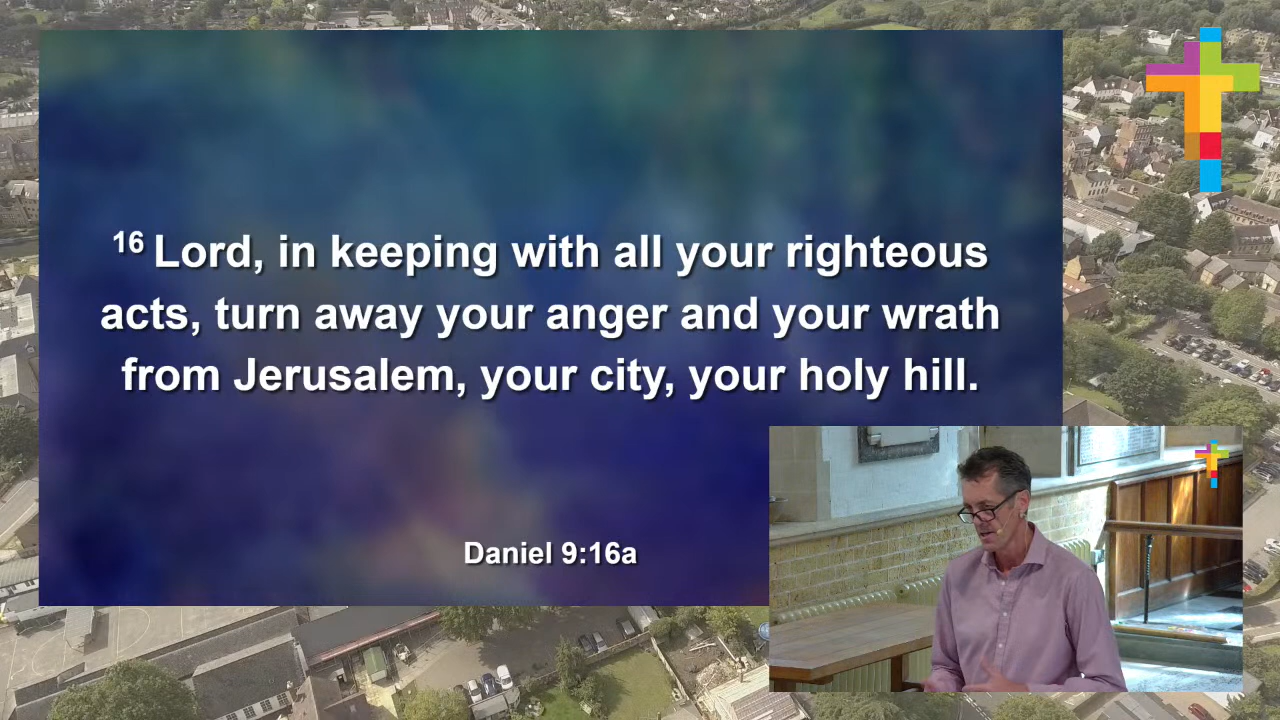 16 Lord, in keeping with all your righteous
acts, turn away your anger and your wrath
from Jerusalem, your city, your holy hill.
Daniel 9:16a